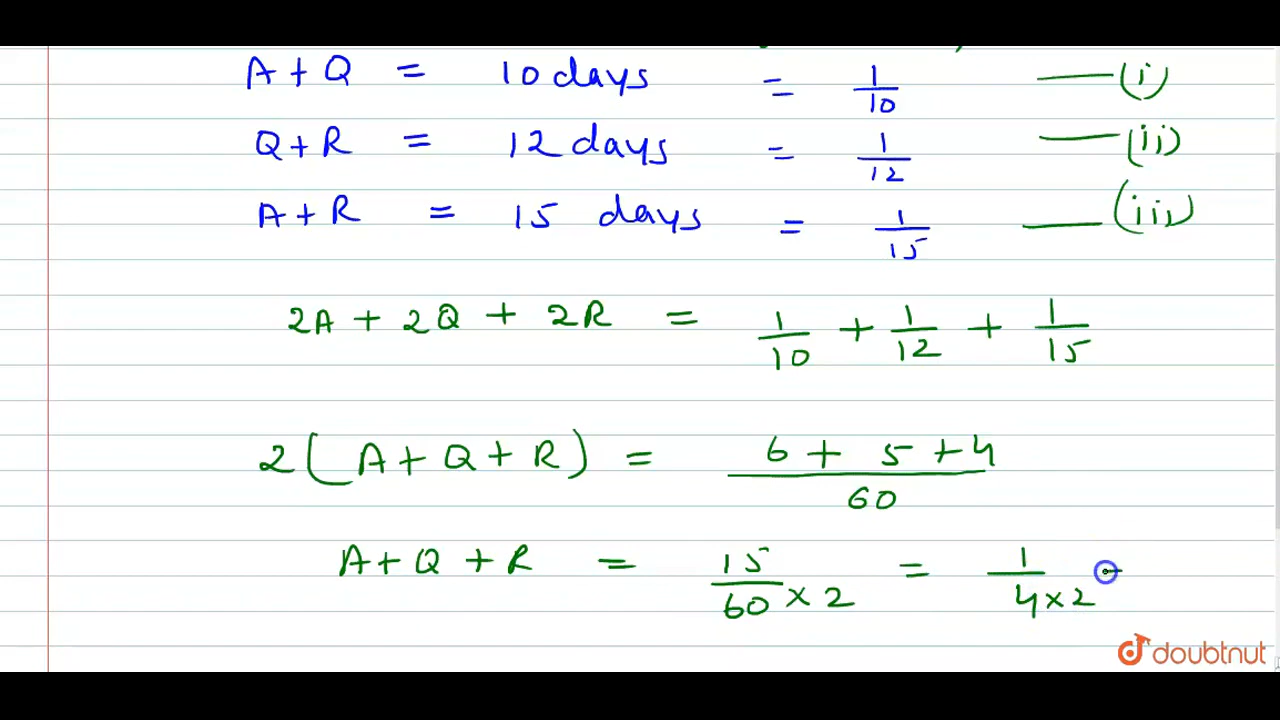 A + Q = 10 days = 1/10 —— (i)
Q + R = 12 days = 1/12 —— (ii)
A + R = 15 days = 1/15 —— (iii)
2A + 2Q + 2R = 1/10 + 1/12 + 1/15
2 ( A + Q + R ) = 6 + 5 + 4 / 60
A + Q + R = 15 / 60 × 2 = 1 / 4 × 2
doubtnut